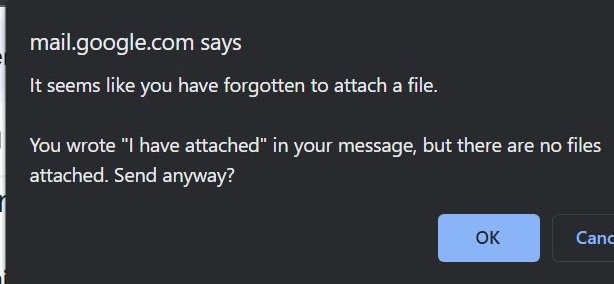 mail.google.com says
It seems like you have forgotten to attach a file.
You wrote "I have attached" in your message, but there are no files
attached. Send anyway?
OK